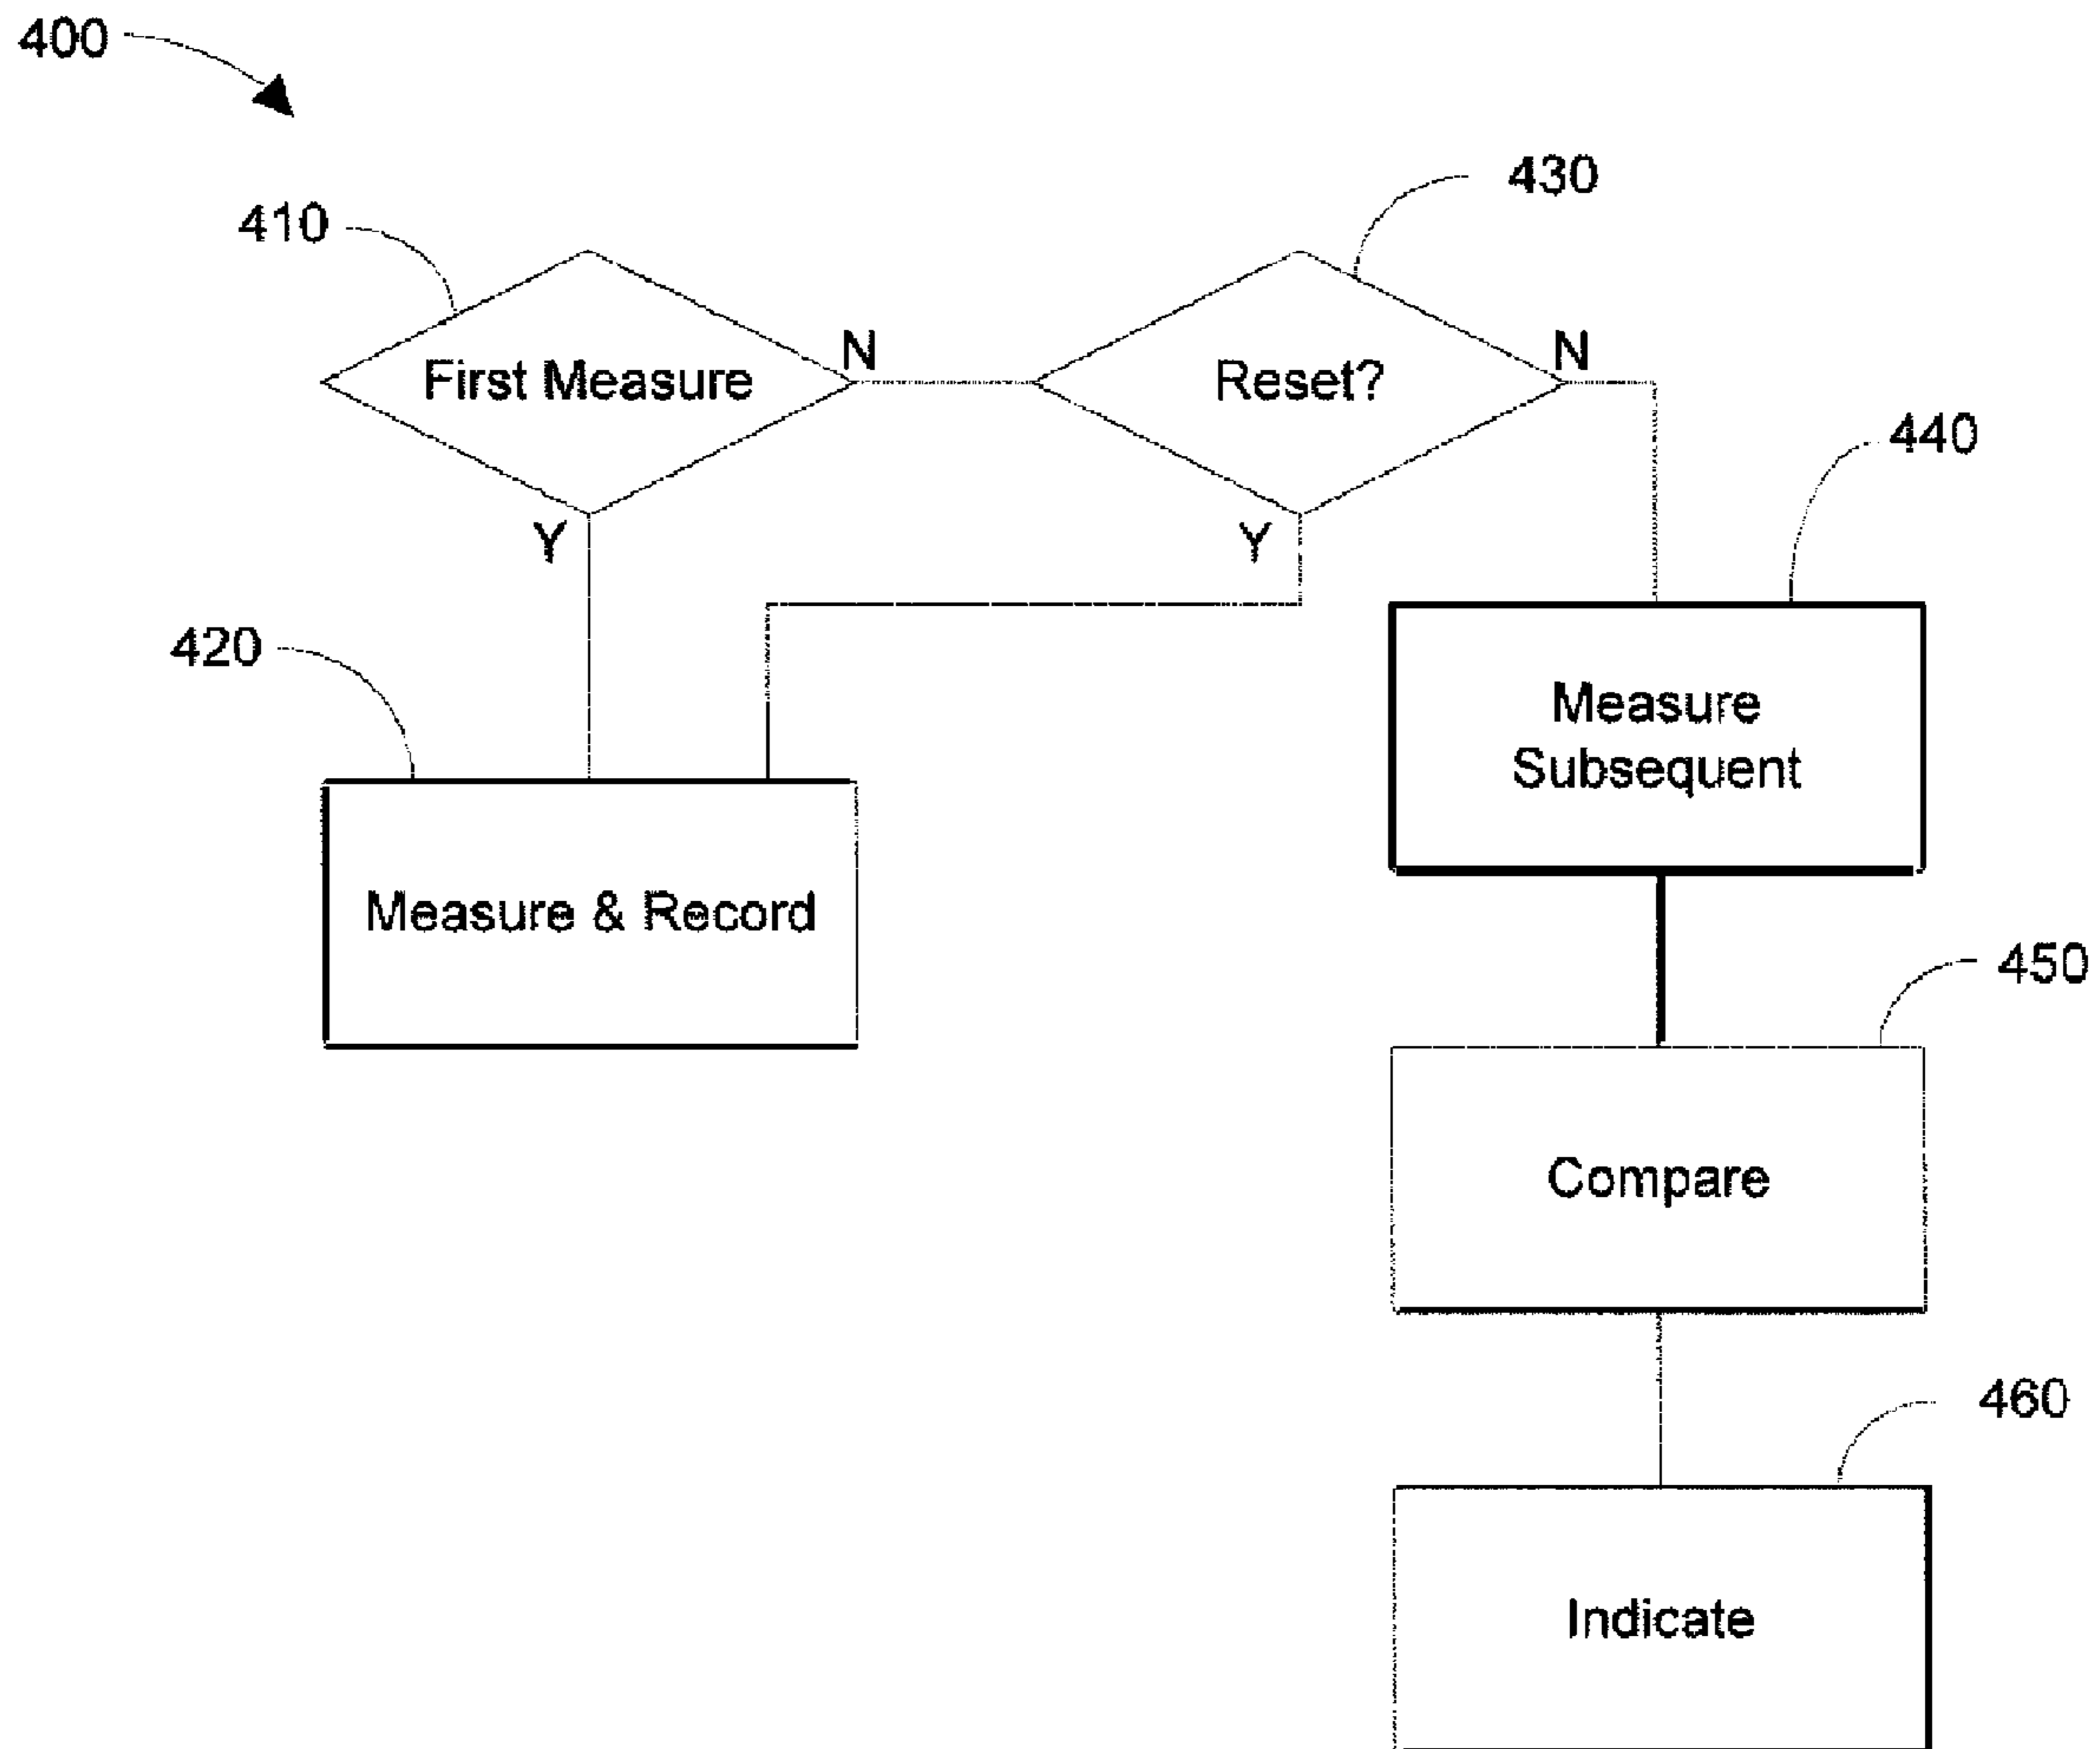 400
430
410
First Measure
N
Reset?
N
440
Y
Y
420
Measure
Subsequent
Measure & Record
450
Compare
460
Indicate